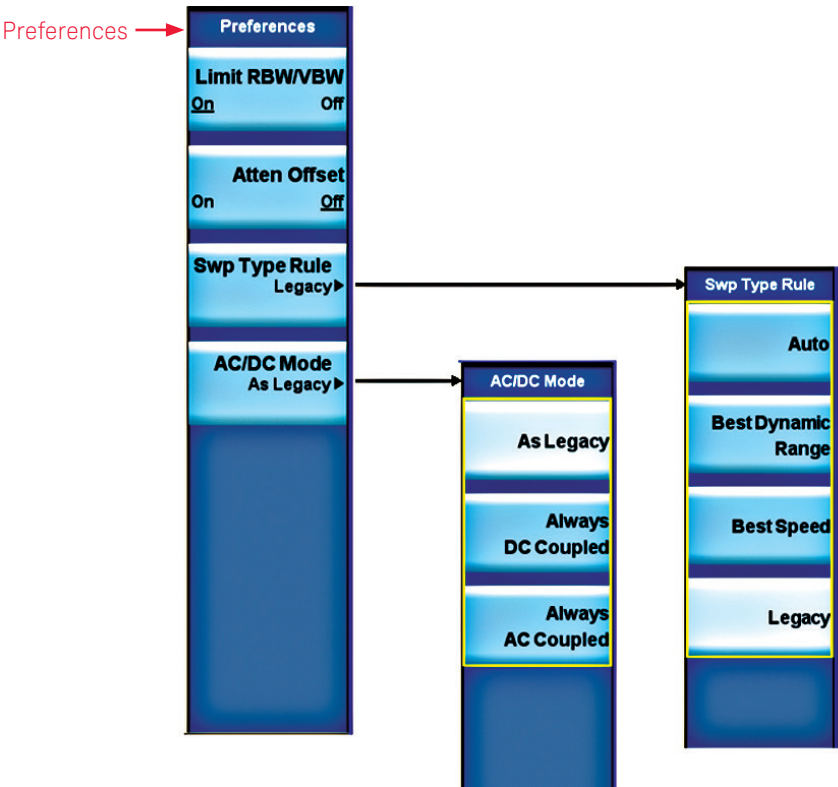 Preferences
Preferences
Limit RBW/VBW
On Off
Atten Offset
On Off
Swp Type Rule
Legacy
AC/DC Mode
As Legacy
AC/DC Mode
As Legacy
Always
DC Coupled
Always
AC Coupled
Swp Type Rule
Auto
Best Dynamic
Range
Best Speed
Legacy